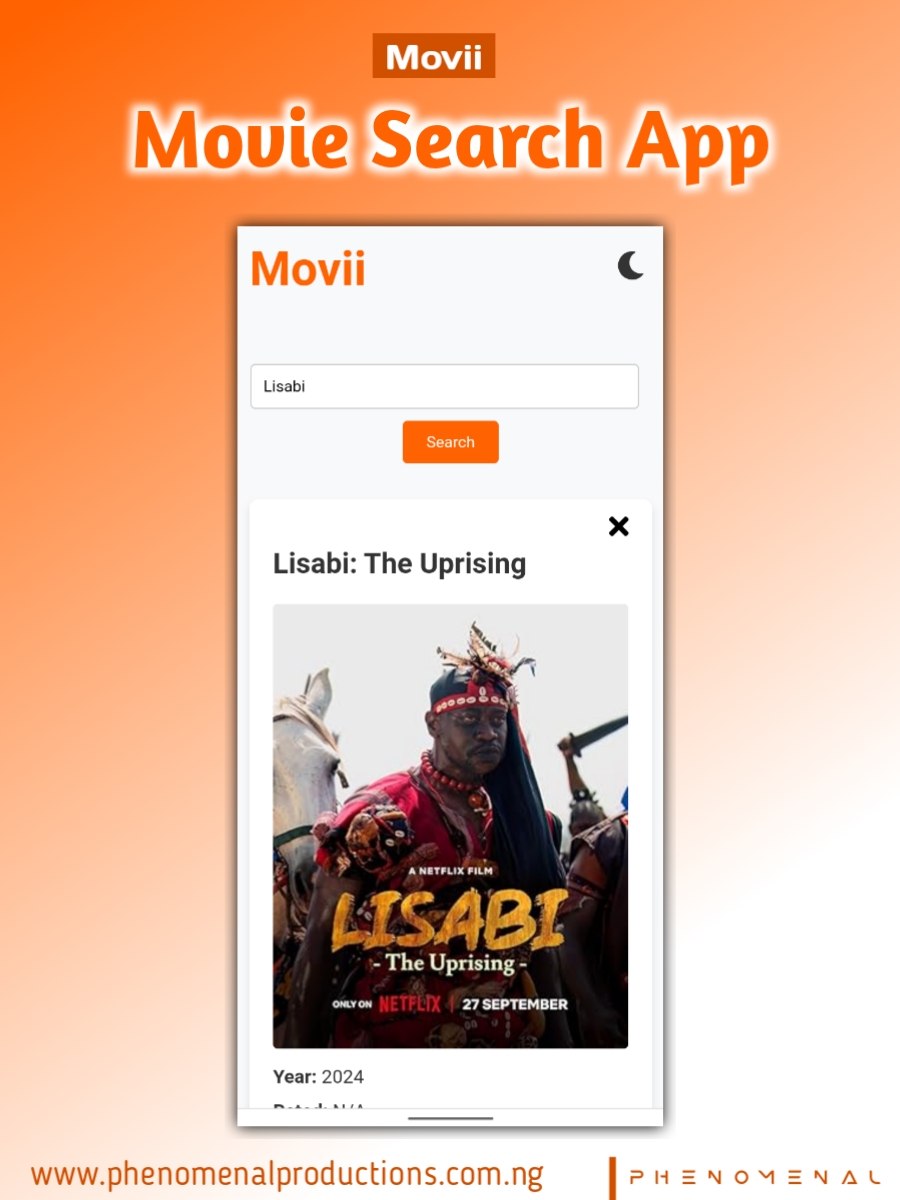 Movii
Movie Search App
Movii
Lisabi
Search
Lisabi: The Uprising
A NETFLIX FILM
LISABI
- The Uprising -
ONLY ON NETFLIX | 27 SEPTEMBER
Year: 2024
Rated: N/A
www.phenomenalproductions.com.ng
PHENOMENAL